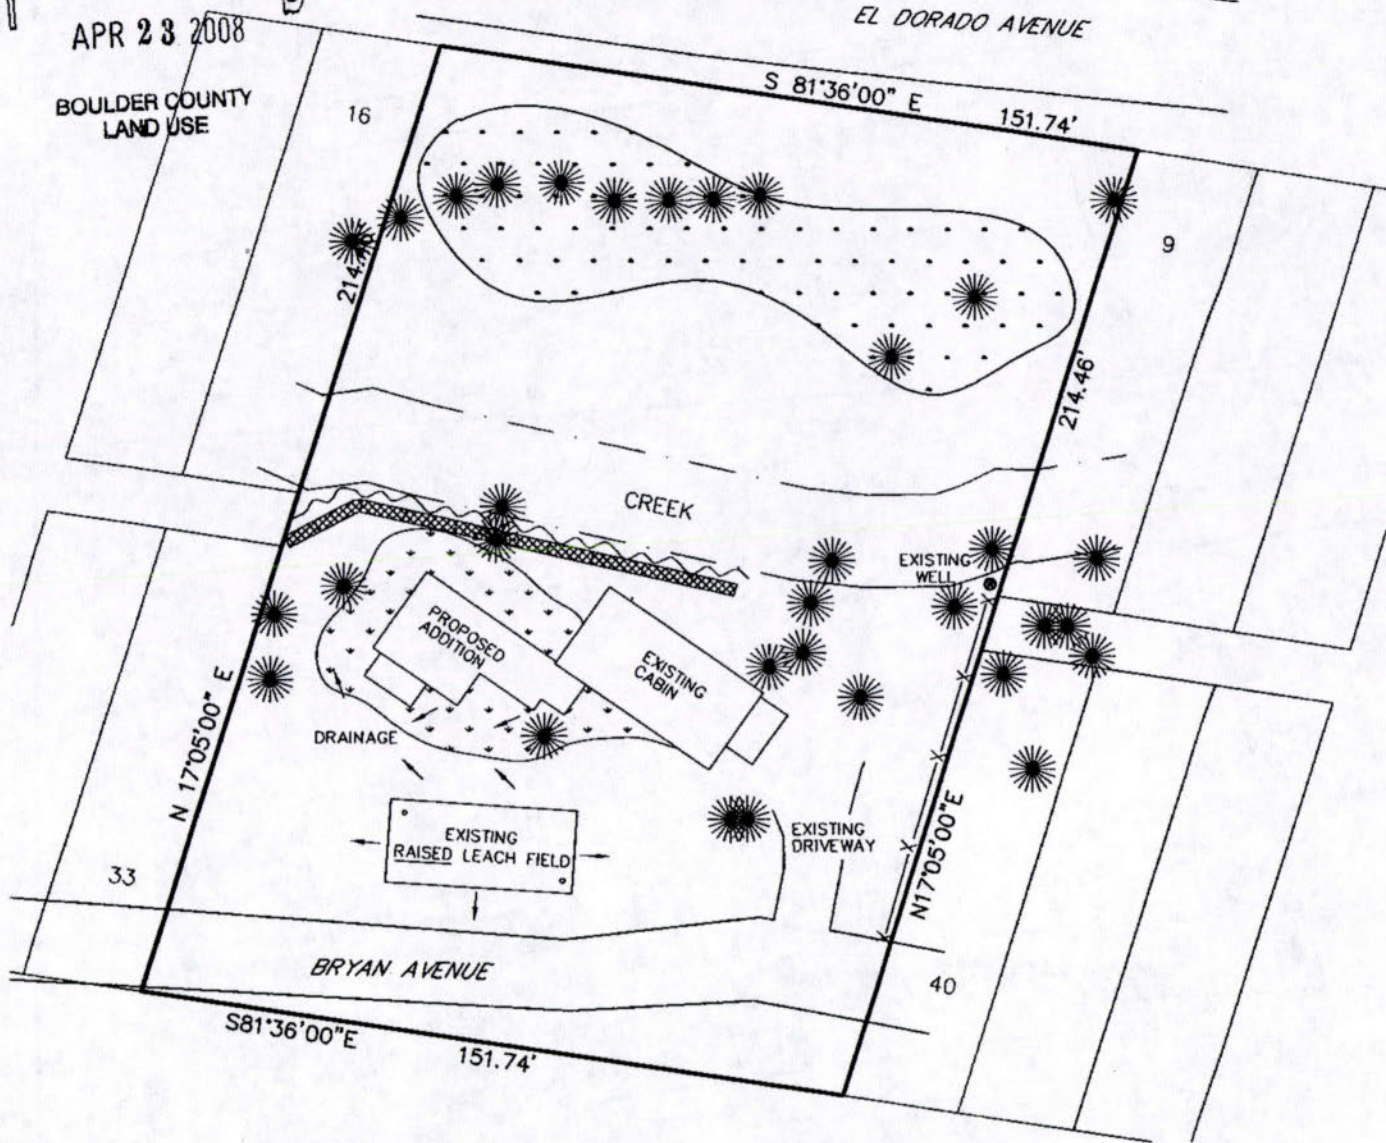 EL DORADO AVENUE
APR 23 2008
BOULDER COUNTY
LAND USE
S 81°36'00" E
151.74'
16
9
214.46'
CREEK
EXISTING
WELL
PROPOSED
ADDITION
EXISTING
CABIN
N 17°05'00" E
DRAINAGE
EXISTING
RAISED LEACH FIELD
EXISTING
DRIVEWAY
N17°05'00"E
33
BRYAN AVENUE
40
S81°36'00"E
151.74'